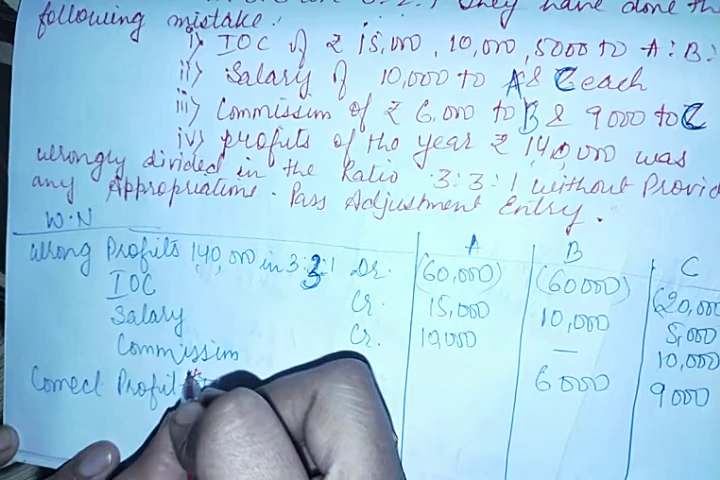 they have done the
following mistake:
i) IOC of ₹ 15,000, 10,000, 5000 to A: B:
ii) Salary of 10,000 to A & C each
iii) Commission of ₹ 6,000 to B & 9000 to C
iv) profits of the year ₹ 140,000 was
wrongly divided in the Ratio 3:3:1 without Provid
any Appropriations. Pass Adjustment Entry.
W.N
A B C
Wrong Profits 140,000 in 3:3:1 Dr. (60,000) (60000) (20,000
IOC Cr. 15,000 10,000 5,000
Salary Cr. 10,000 — 10,000
Commission 6000 9000
Correct Profit